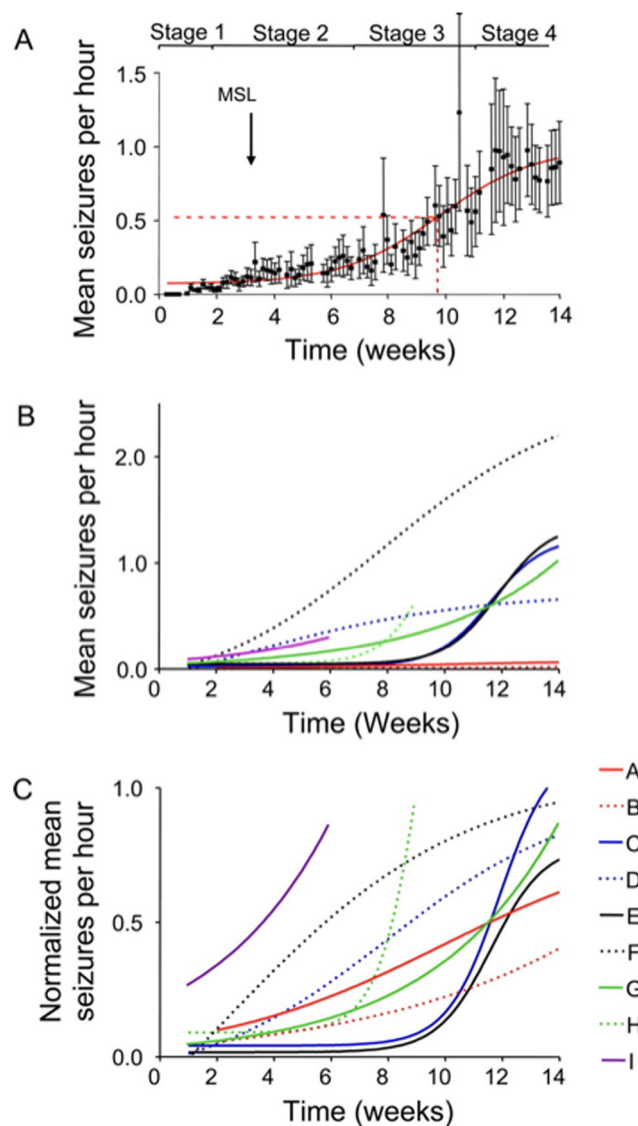 A
Stage 1 Stage 2 Stage 3 Stage 4
MSL
Mean seizures per hour
1.5
1.0
0.5
0.0
0 2 4 6 8 10 12 14
Time (weeks)
B
Mean seizures per hour
2.0
1.0
0.0
0 2 4 6 8 10 12 14
Time (Weeks)
C
Normalized mean
seizures per hour
1.0
0.5
0.0
0 2 4 6 8 10 12 14
Time (weeks)
A
B
C
D
E
F
G
H
I